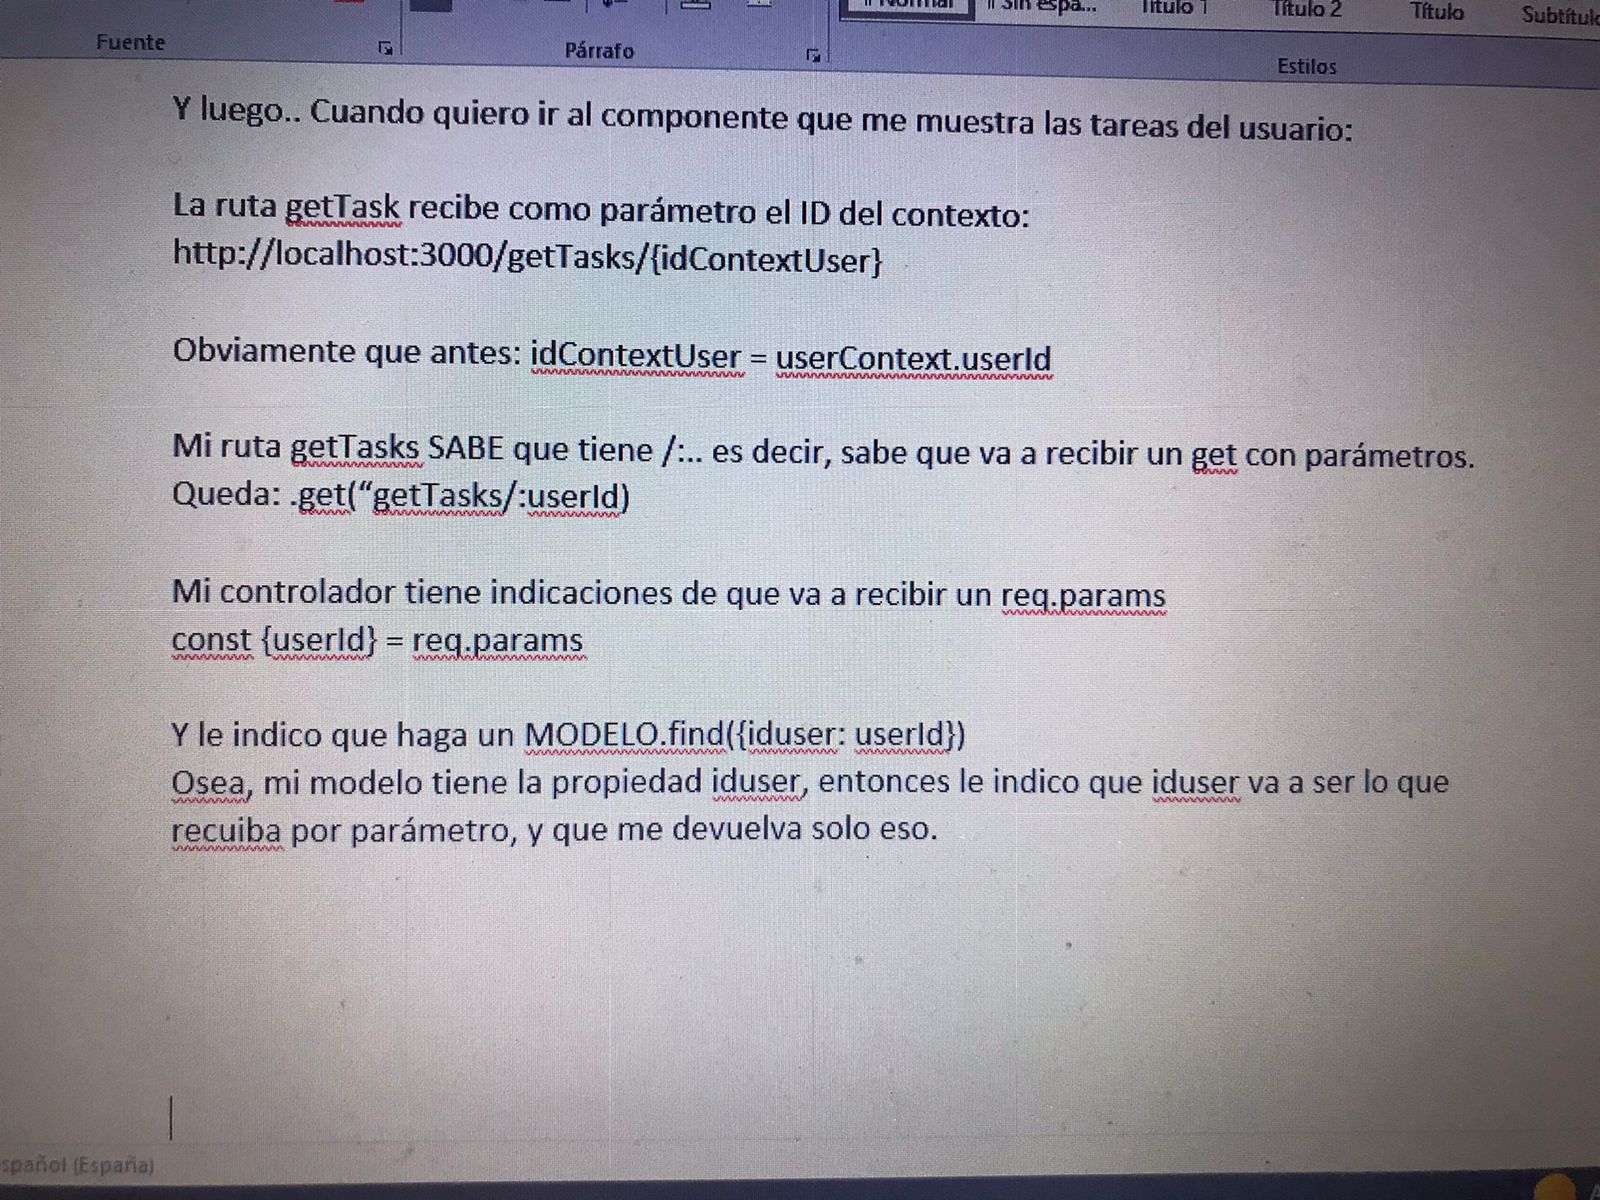 Normal
Sin espa...
Título 1
Título 2
Título
Subtítul
Fuente
Párrafo
Estilos
Y luego.. Cuando quiero ir al componente que me muestra las tareas del usuario:
La ruta getTask recibe como parámetro el ID del contexto:
http://localhost:3000/getTasks/{idContextUser}
Obviamente que antes: idContextUser = userContext.userId
Mi ruta getTasks SABE que tiene /:.. es decir, sabe que va a recibir un get con parámetros.
Queda: .get(“getTasks/:userId)
Mi controlador tiene indicaciones de que va a recibir un req.params
const {userId} = req.params
Y le indico que haga un MODELO.find({iduser: userId})
Osea, mi modelo tiene la propiedad iduser, entonces le indico que iduser va a ser lo que
recuiba por parámetro, y que me devuelva solo eso.
spañol (España)